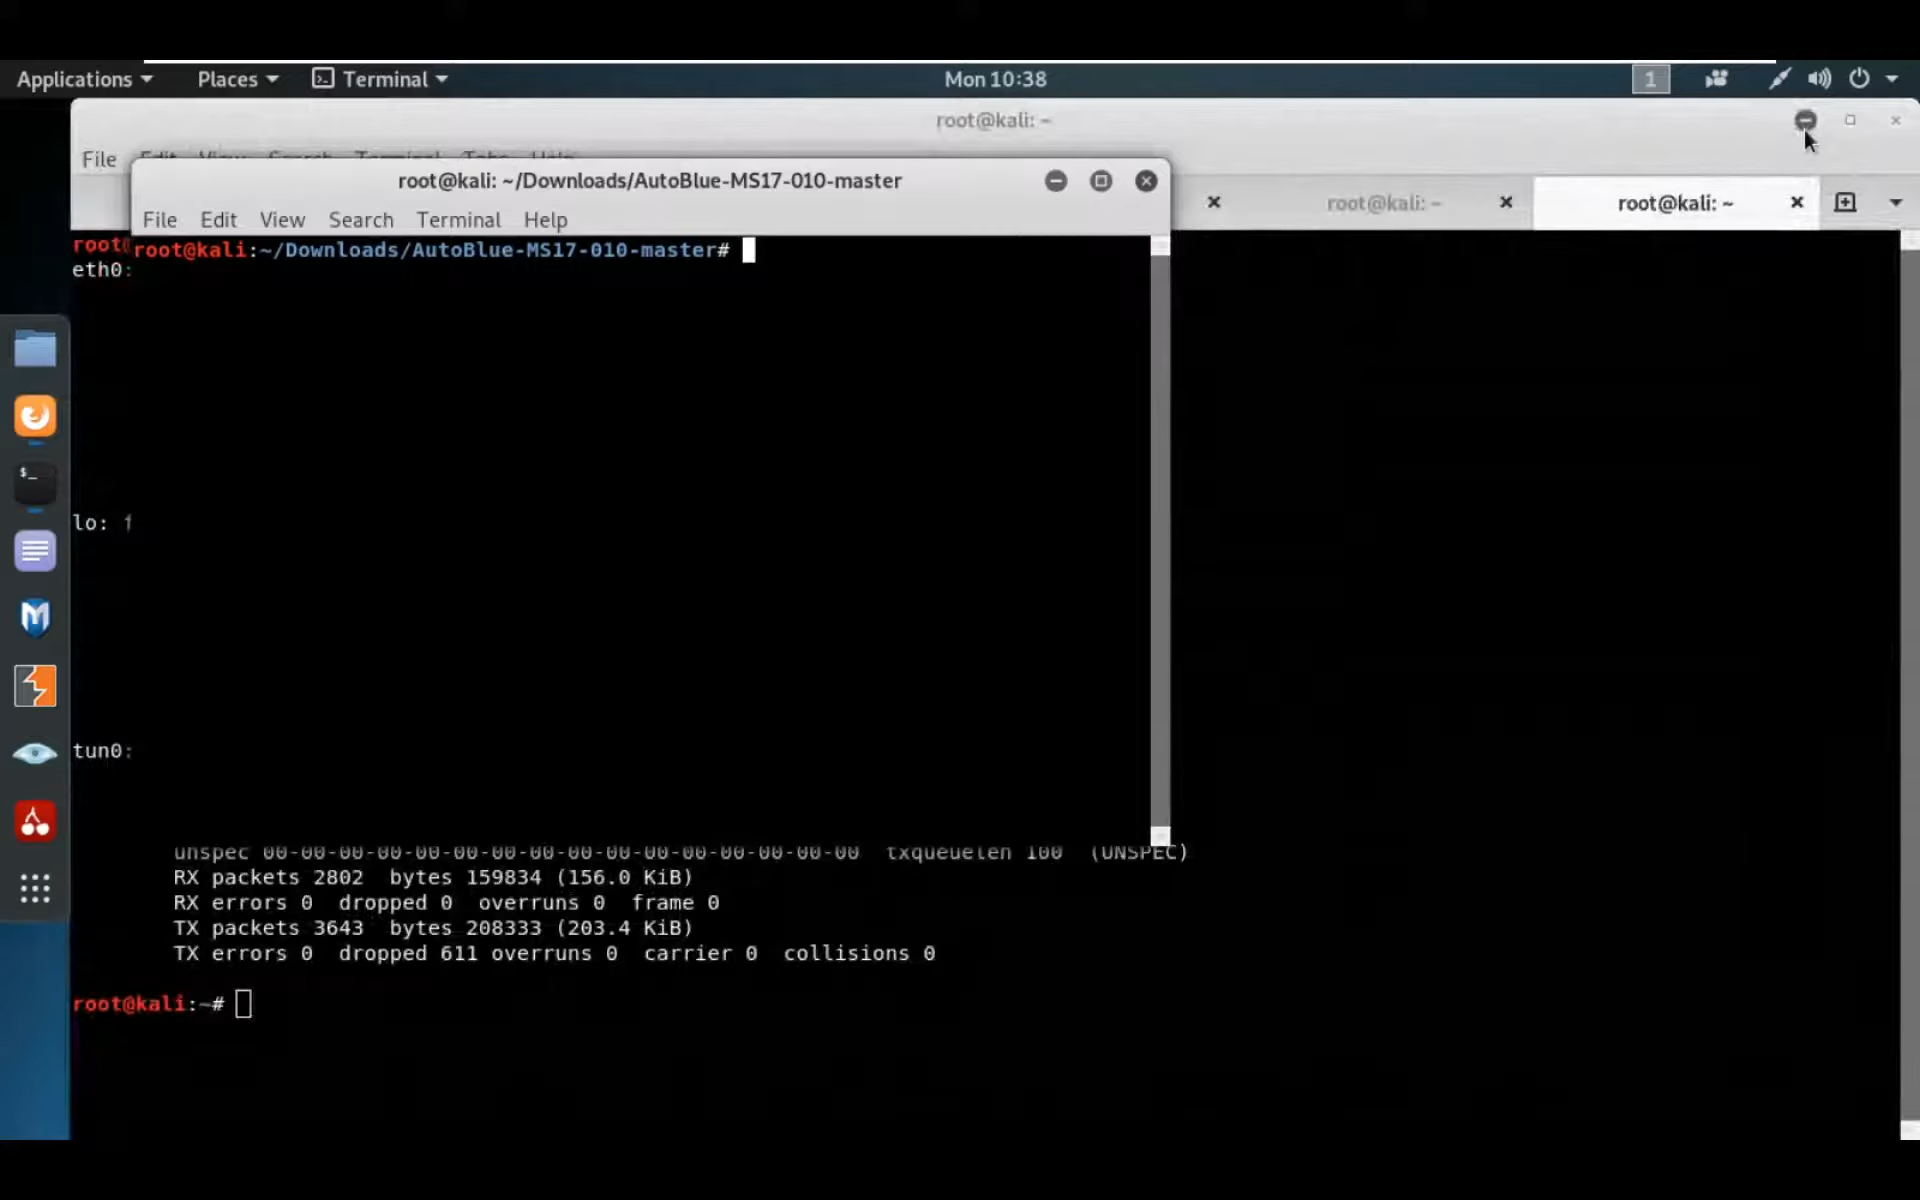 Applications Places Terminal Mon 10:38 1
root@kali: ~
File Edit View Search Terminal Tabs Help
root@kali: ~/Downloads/AutoBlue-MS17-010-master
root@kali: ~ root@kali: ~
File Edit View Search Terminal Help
root
root@kali:~/Downloads/AutoBlue-MS17-010-master#
eth0:
lo: f
tun0:
unspec 00-00-00-00-00-00-00-00-00-00-00-00-00-00-00-00 txqueuelen 100 (UNSPEC)
RX packets 2802 bytes 159834 (156.0 KiB)
RX errors 0 dropped 0 overruns 0 frame 0
TX packets 3643 bytes 208333 (203.4 KiB)
TX errors 0 dropped 611 overruns 0 carrier 0 collisions 0
root@kali:~#